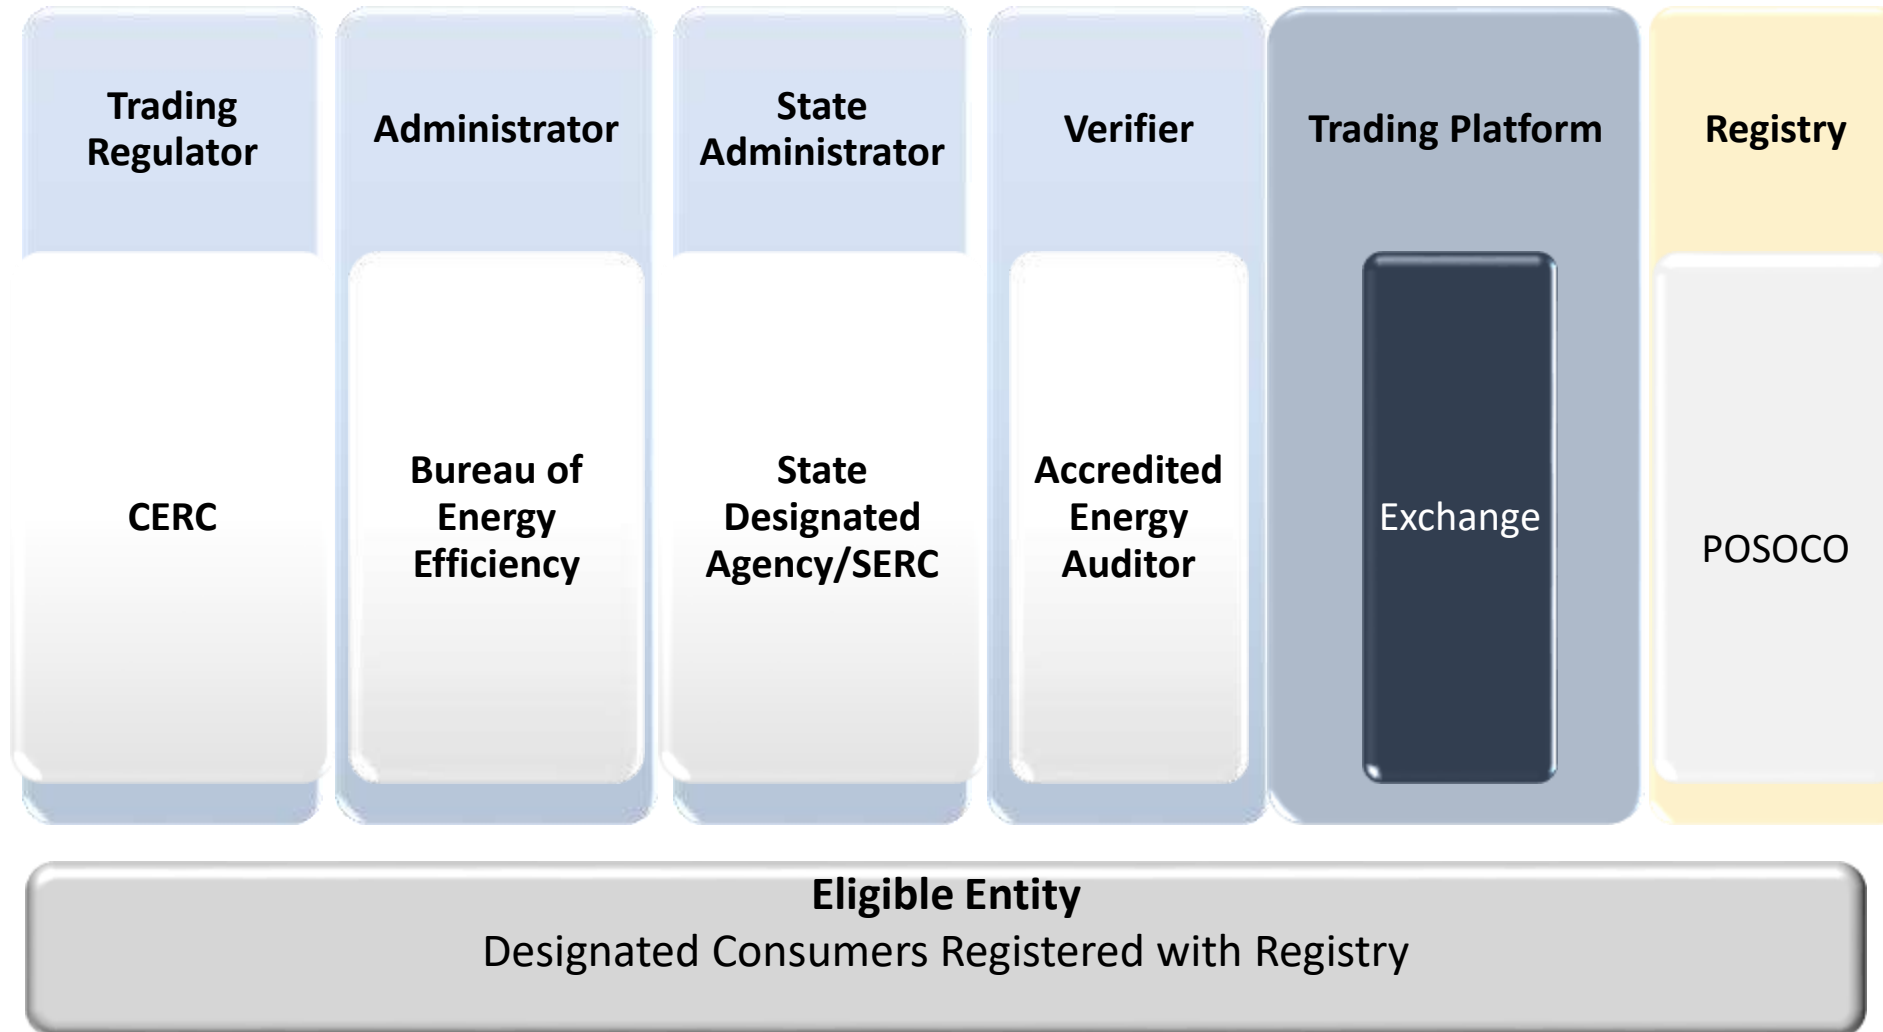 Trading
Regulator
Administrator
State
Administrator
Verifier
Trading Platform
Registry
CERC
Bureau of
Energy
Efficiency
State
Designated
Agency/SERC
Accredited
Energy
Auditor
Exchange
POSOCO
Eligible Entity
Designated Consumers Registered with Registry